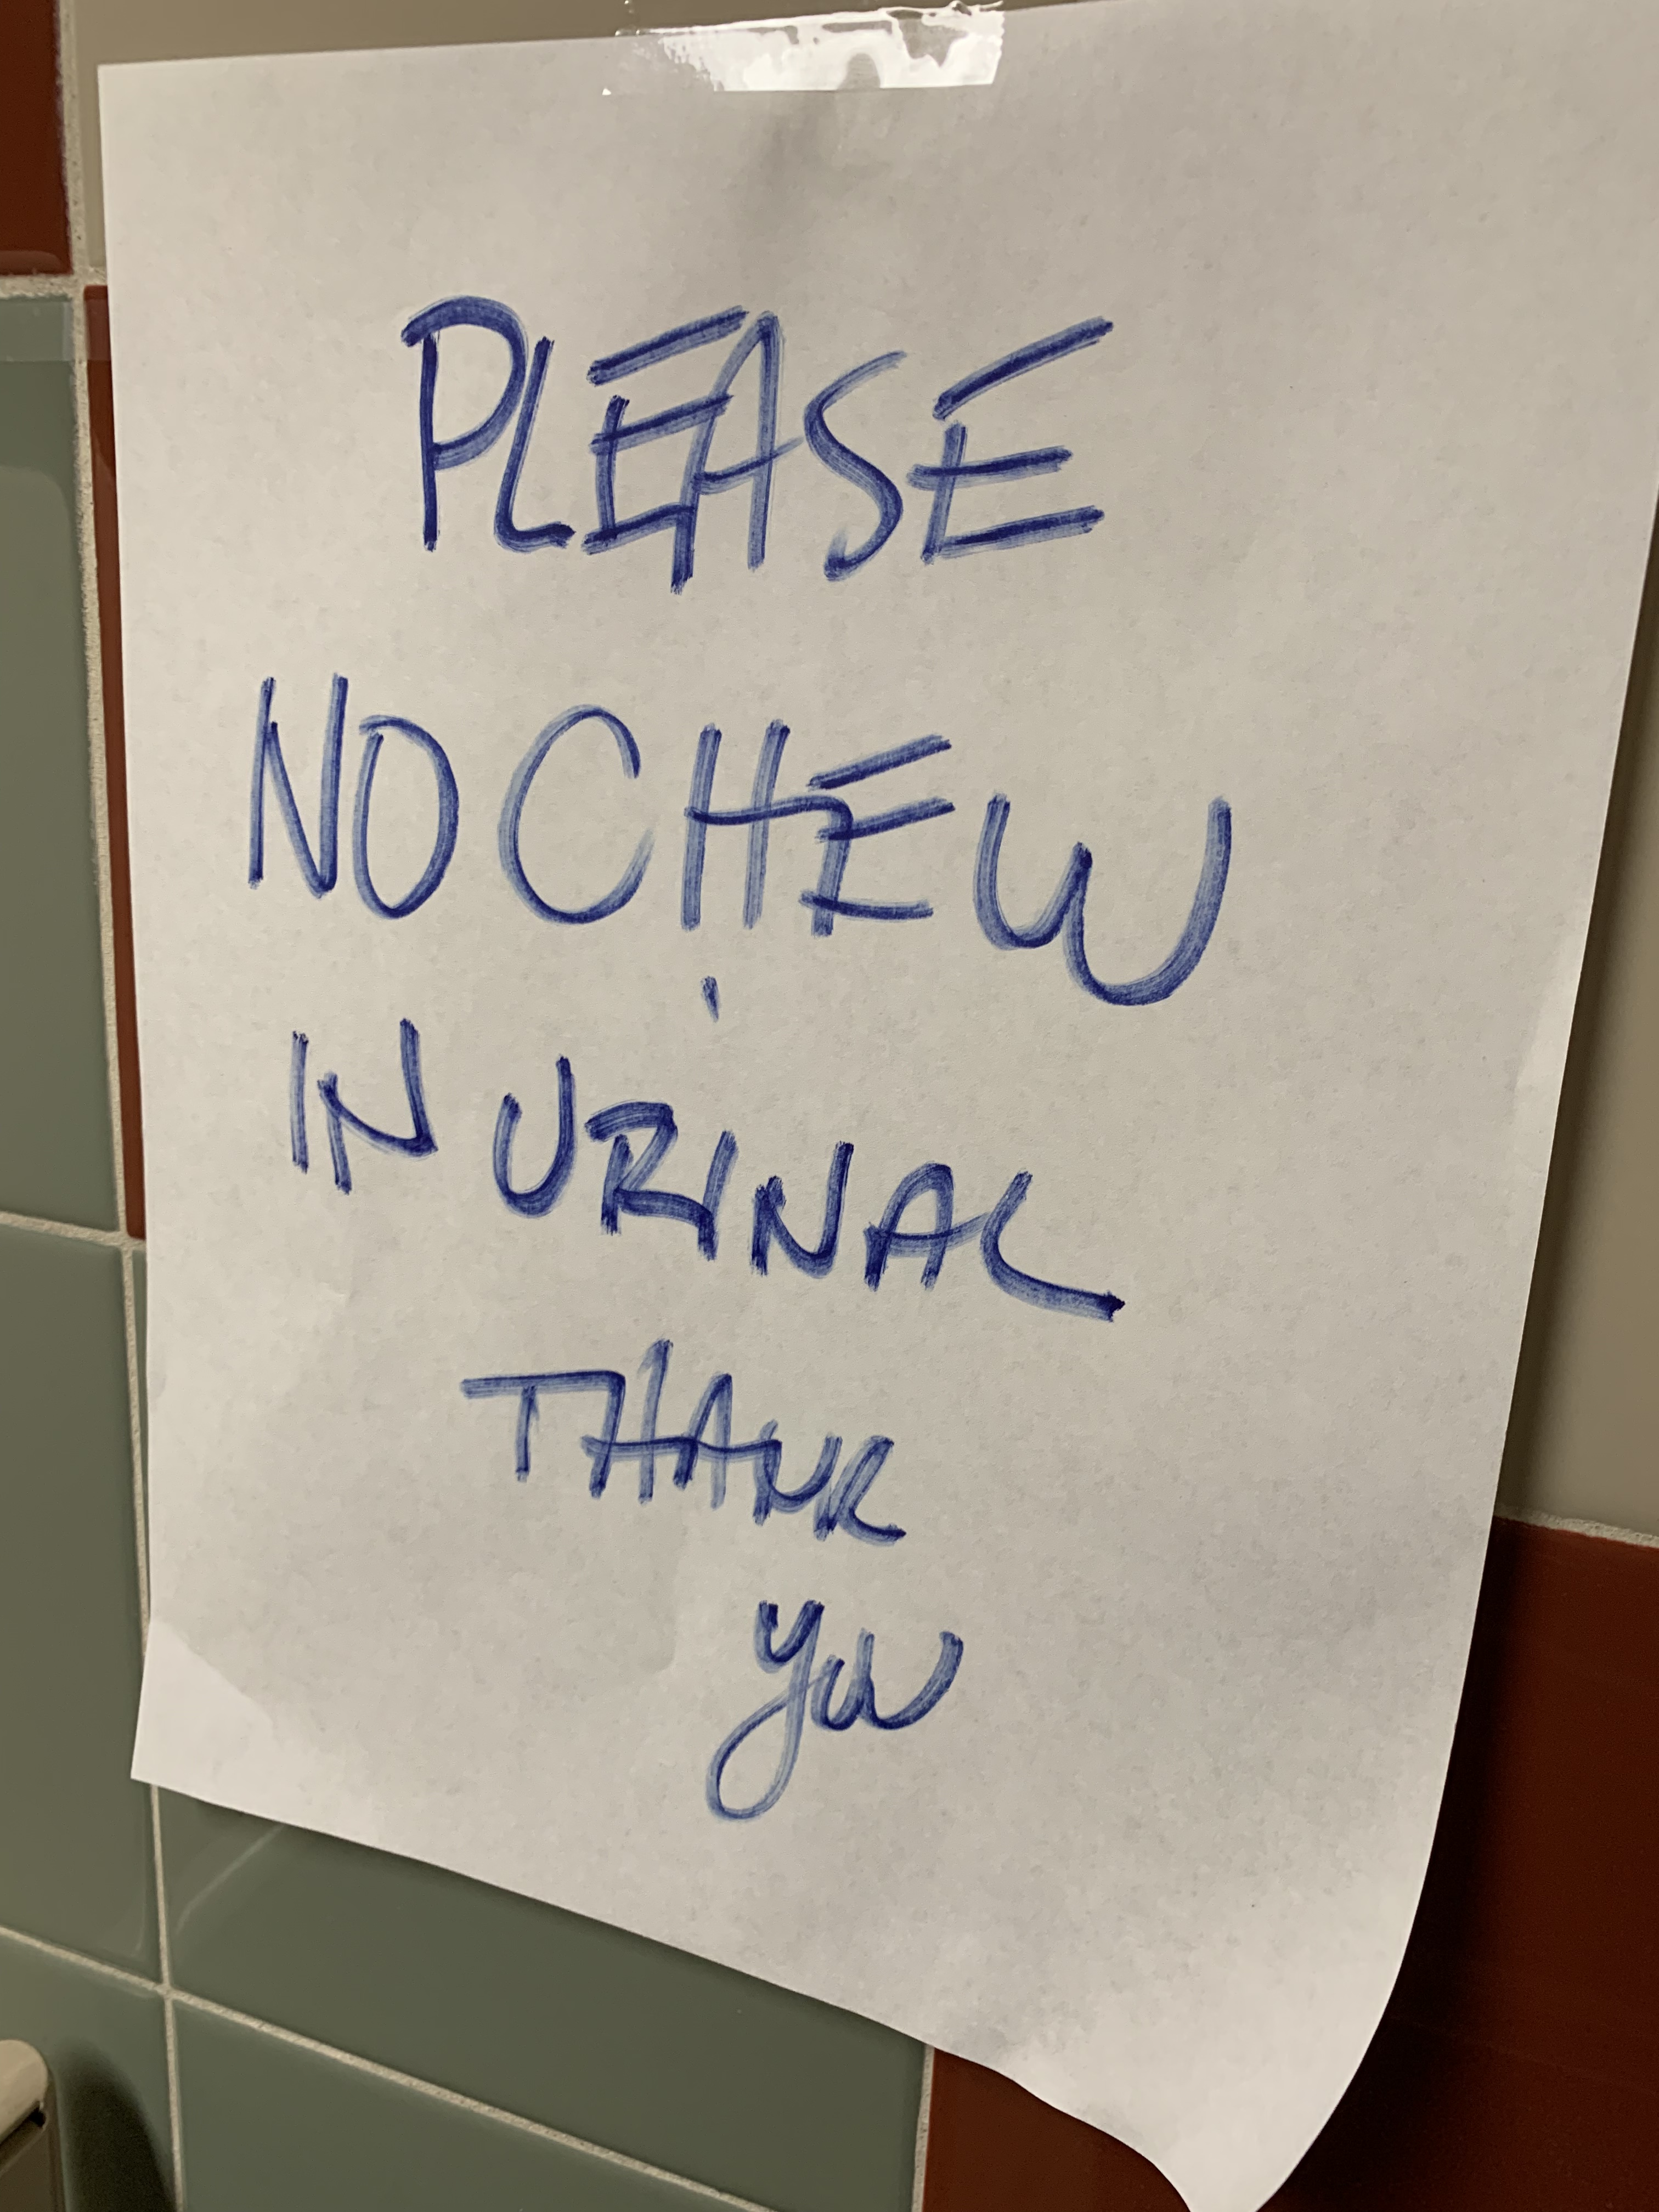 PLEASE
NO CHEW
IN URINAL
THANK
you